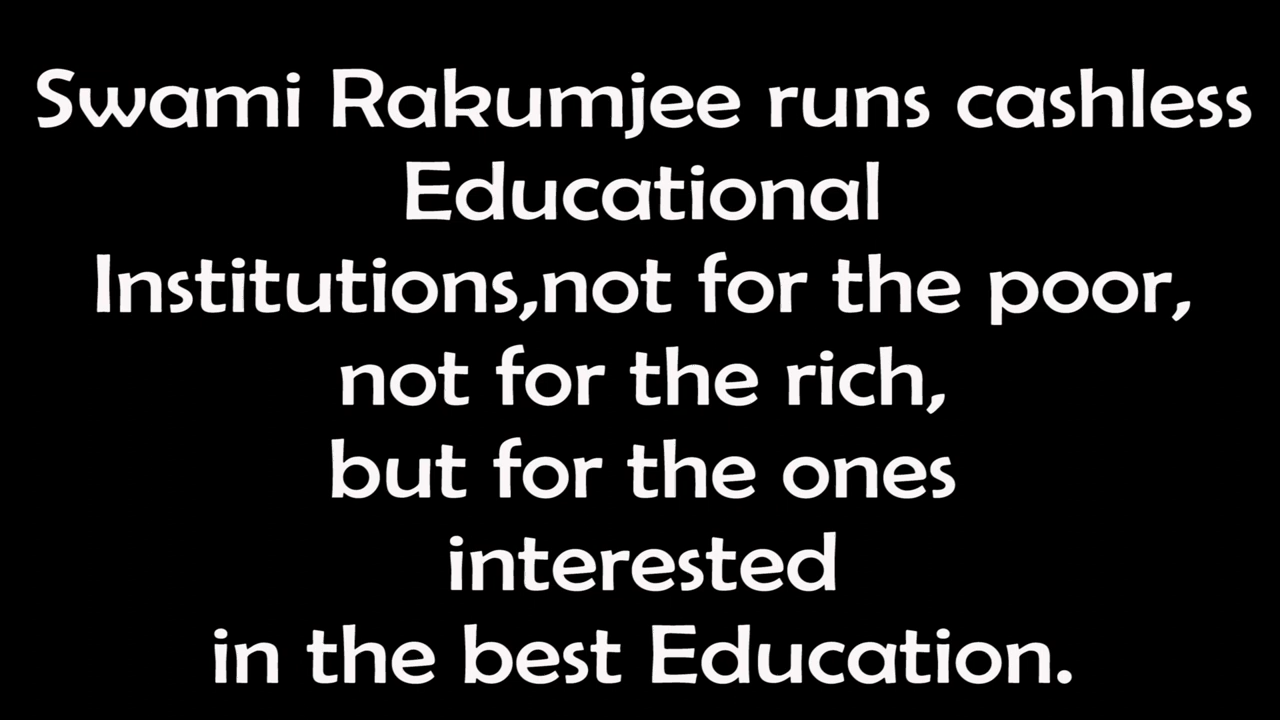 Swami Rakumjee runs cashless
Educational
Institutions,not for the poor,
not for the rich,
but for the ones
interested
in the best Education.